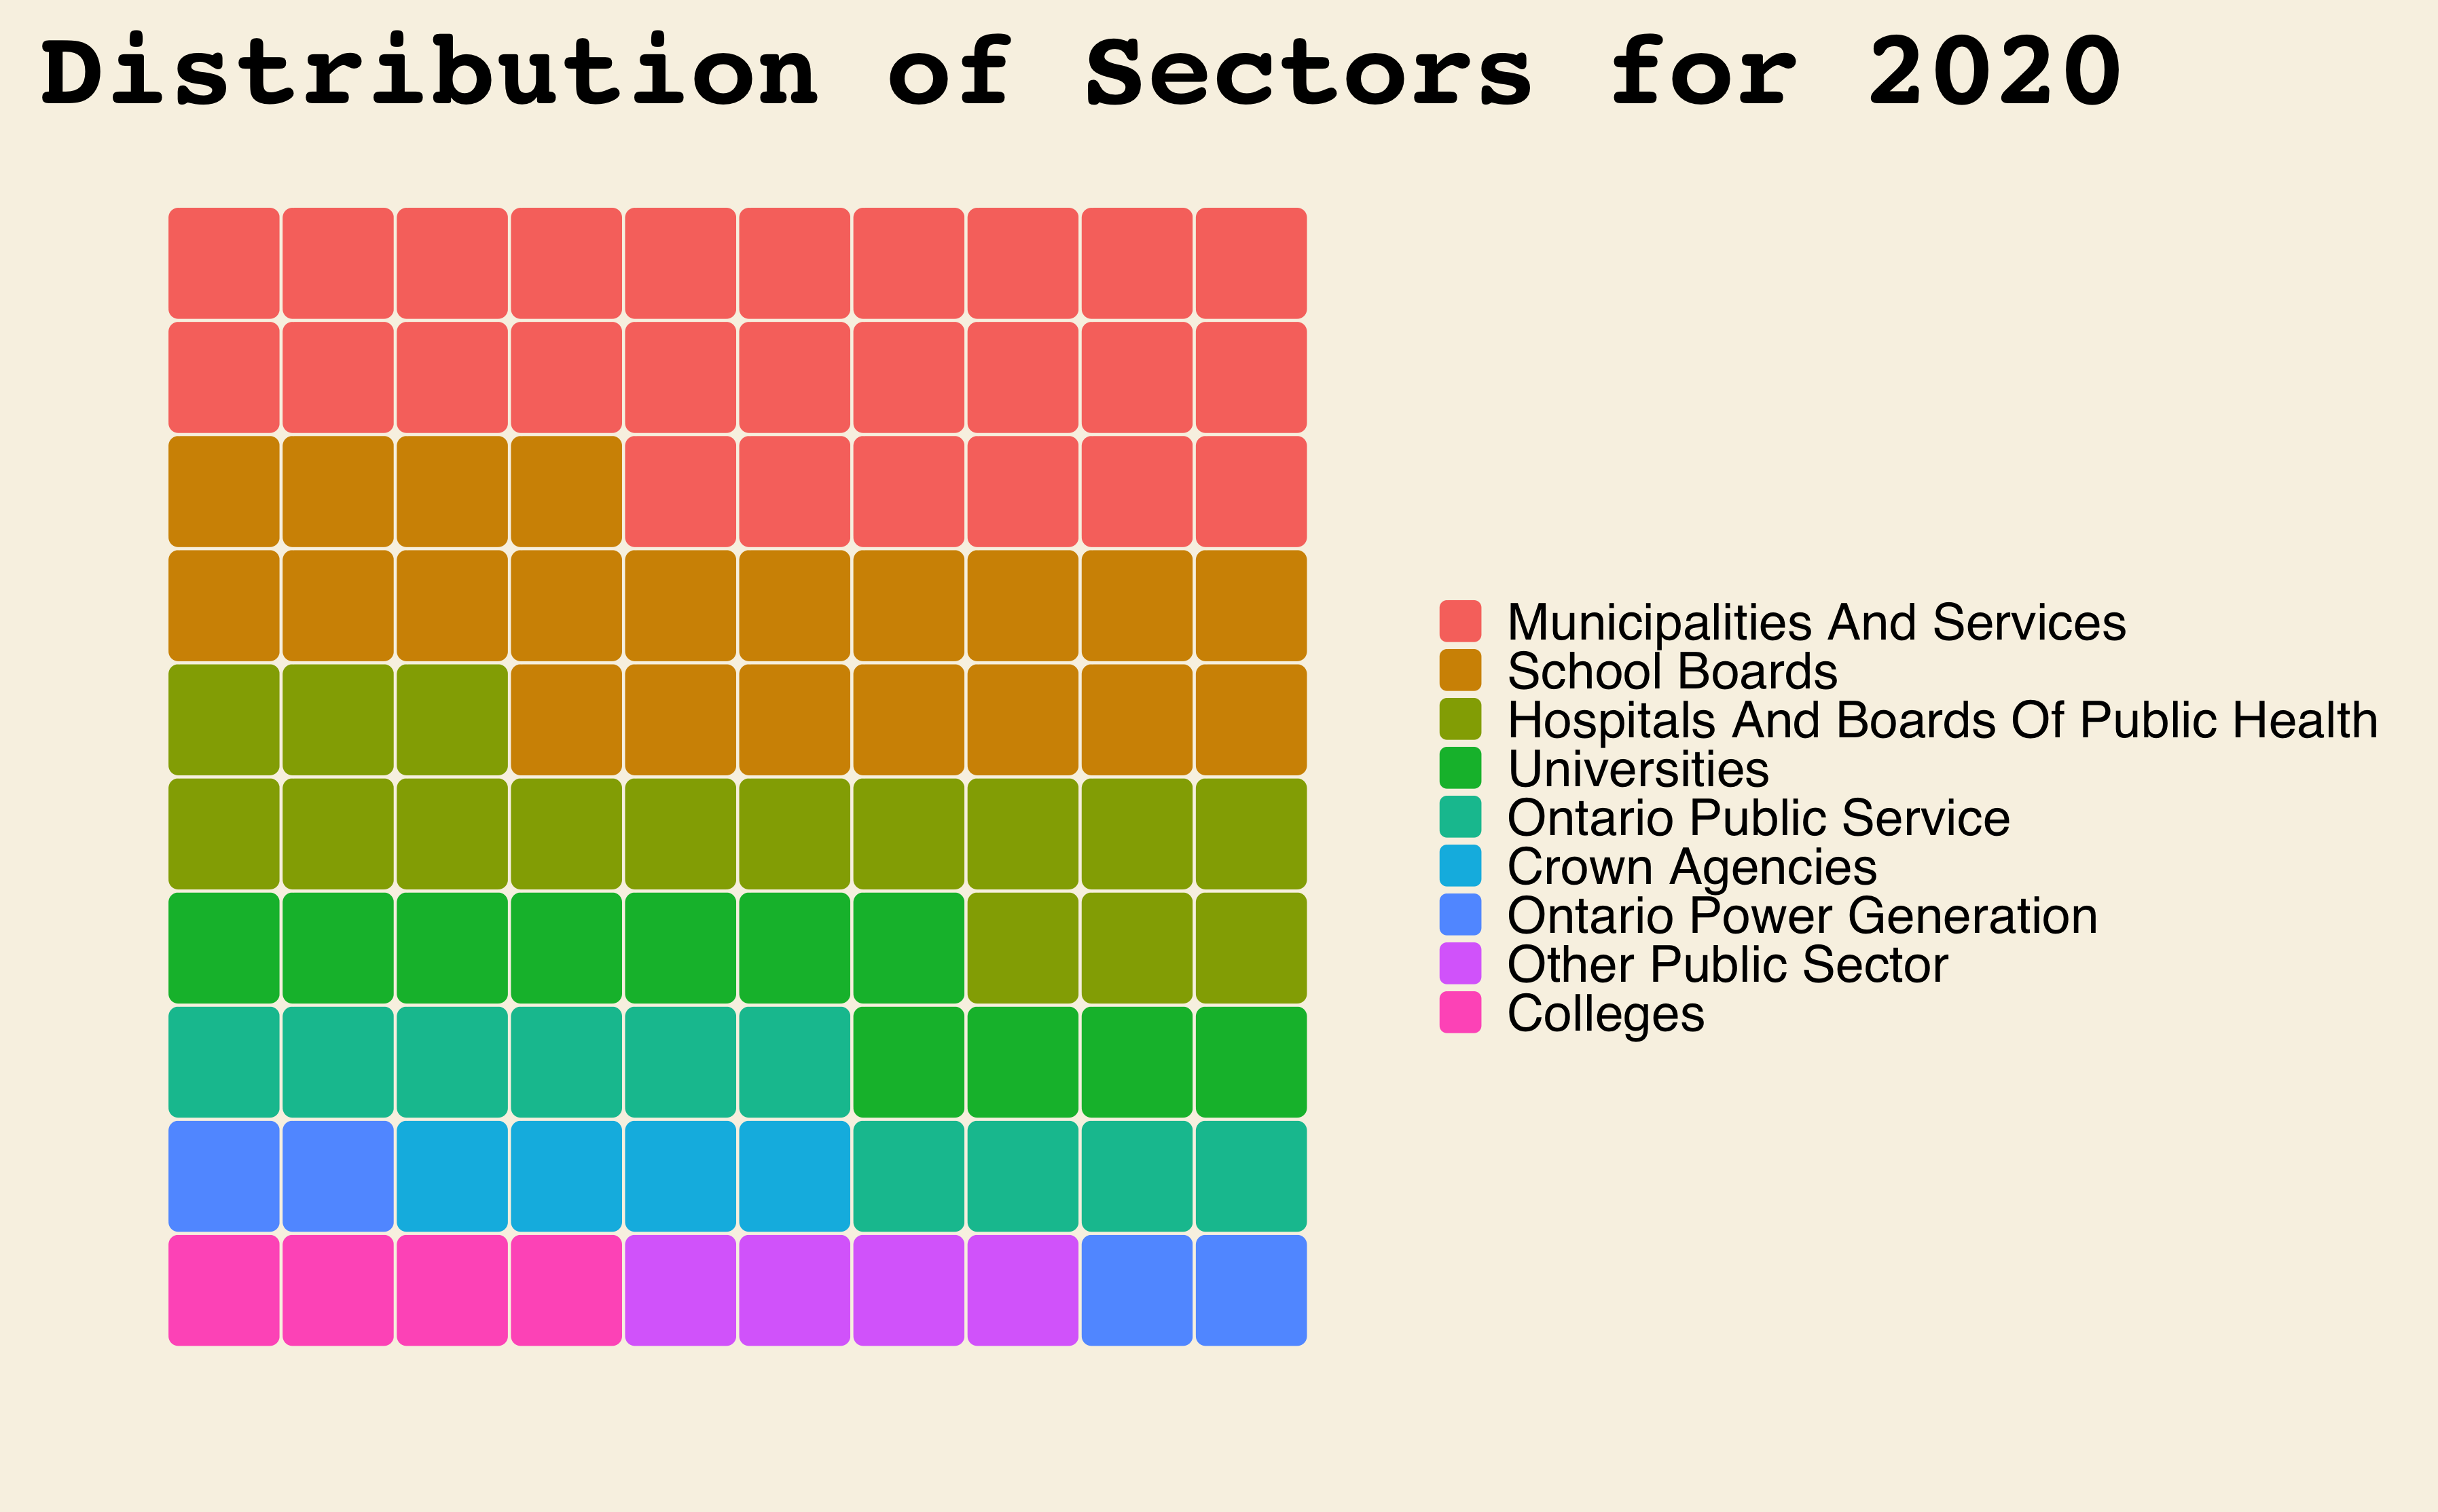 Distribution of Sectors for 2020
Municipalities And Services
School Boards
Hospitals And Boards Of Public Health
Universities
Ontario Public Service
Crown Agencies
Ontario Power Generation
Other Public Sector
Colleges